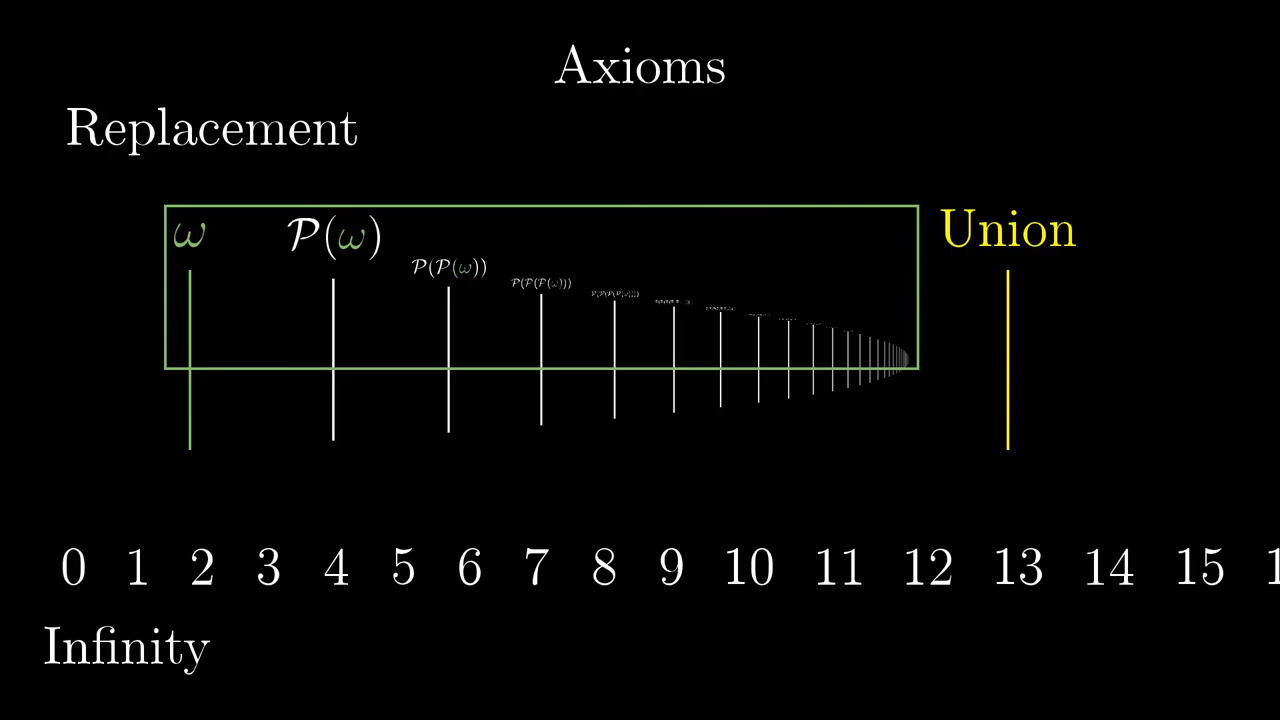 Axioms
Replacement
ω 𝒫(ω) 𝒫(𝒫(ω)) 𝒫(𝒫(𝒫(ω))) 𝒫(𝒫(𝒫(𝒫(ω)))) Union
0 1 2 3 4 5 6 7 8 9 10 11 12 13 14 15
Infinity